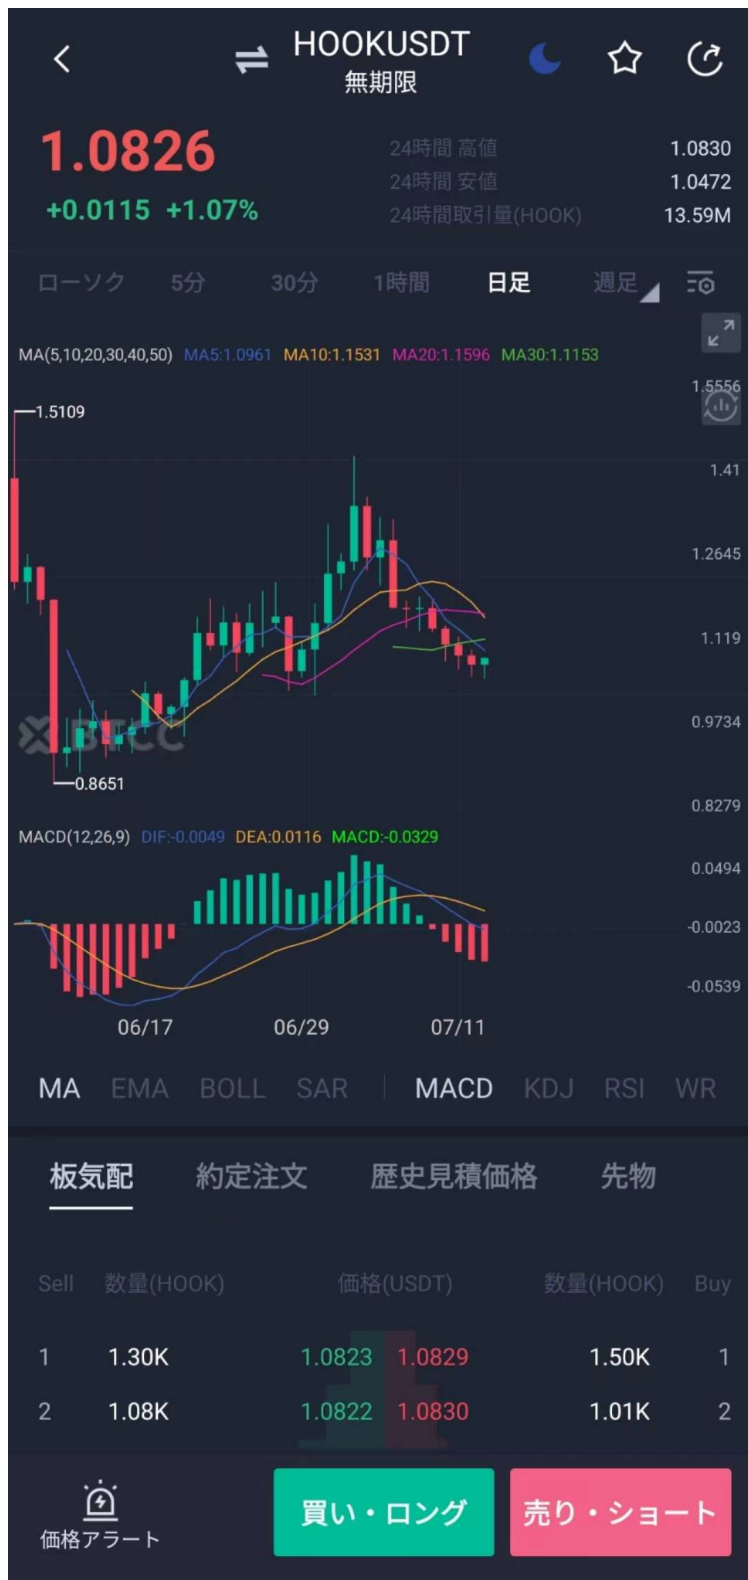 HOOKUSDT
無期限
1.0826
+0.0115 +1.07%
24時間 高値 1.0830
24時間 安値 1.0472
24時間取引量(HOOK) 13.59M
ローソク 5分 30分 1時間 日足 週足
MA(5,10,20,30,40,50) MA5:1.0961 MA10:1.1531 MA20:1.1596 MA30:1.1153
1.5556
1.5109
1.41
1.2645
1.119
0.9734
BTCC
0.8651
0.8279
MACD(12,26,9) DIF:-0.0049 DEA:0.0116 MACD:-0.0329
0.0494
-0.0023
-0.0539
06/17 06/29 07/11
MA EMA BOLL SAR MACD KDJ RSI WR
板気配 約定注文 歴史見積価格 先物
Sell 数量(HOOK) 価格(USDT) 数量(HOOK) Buy
1 1.30K 1.0823 1.0829 1.50K 1
2 1.08K 1.0822 1.0830 1.01K 2
価格アラート
買い・ロング
売り・ショート